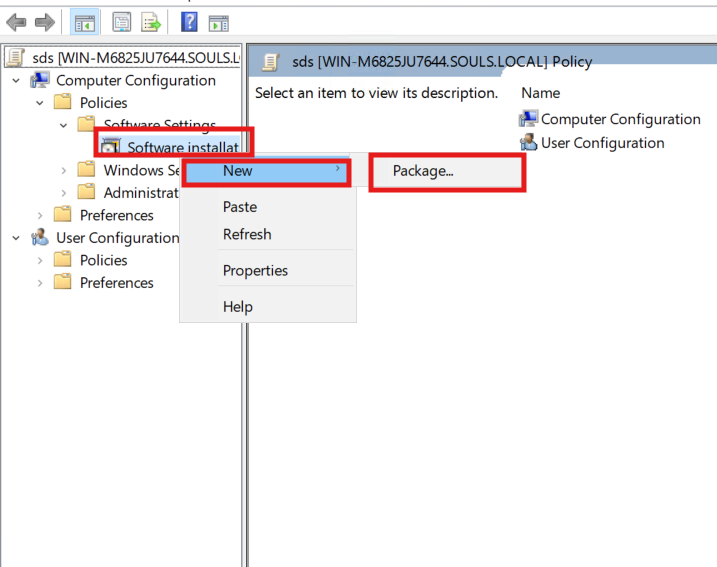 sds [WIN-M6825JU7644.SOULS.L
Computer Configuration
Policies
Software Settings
Software installat
Windows Se
Administrat
Preferences
User Configuration
Policies
Preferences
New
Package...
Paste
Refresh
Properties
Help
sds [WIN-M6825JU7644.SOULS.LOCAL] Policy
Select an item to view its description.
Name
Computer Configuration
User Configuration